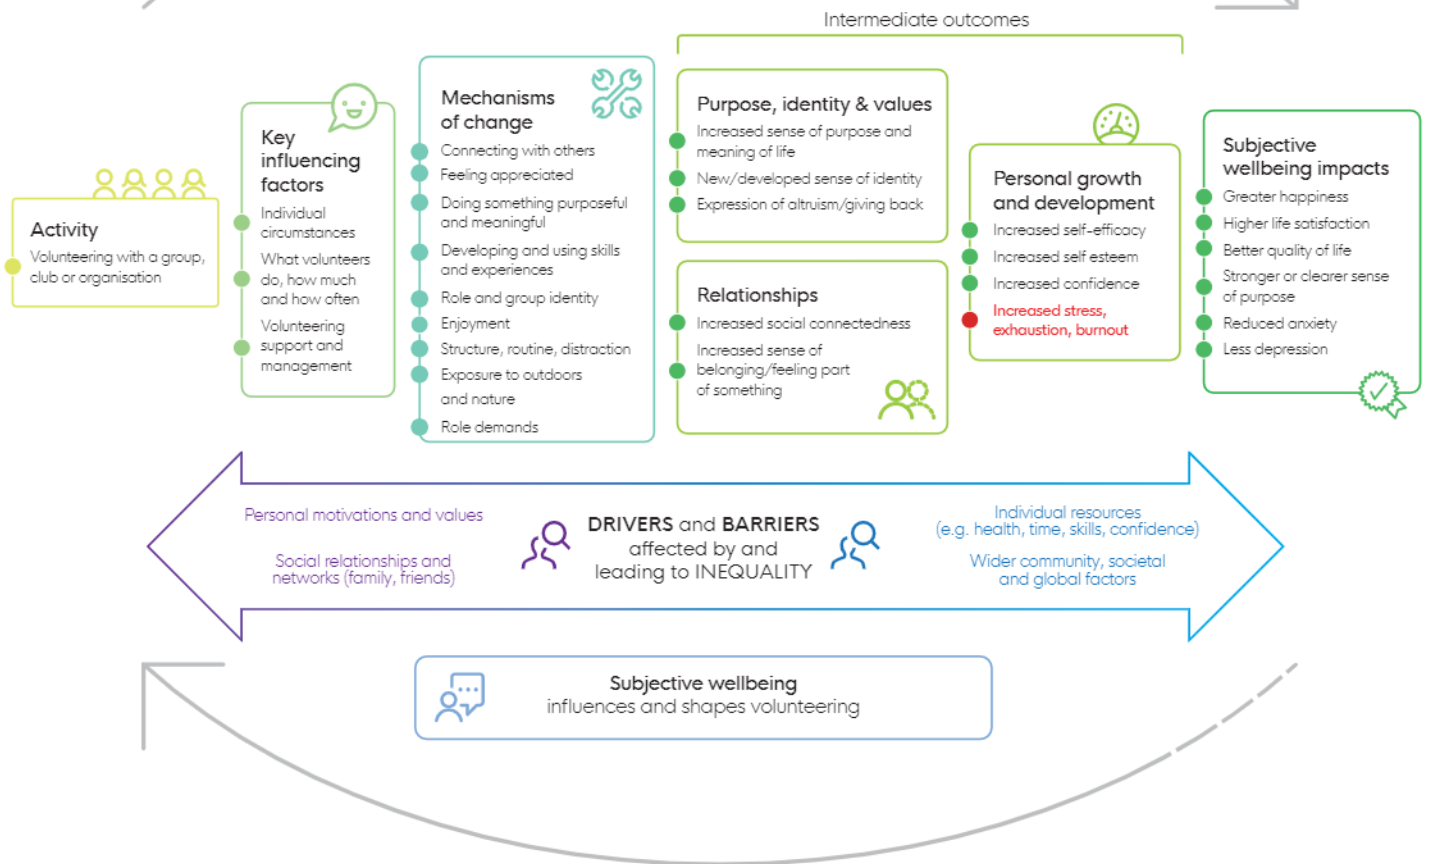 Intermediate outcomes
Activity
Volunteering with a group,
club or organisation
Key
influencing
factors
Individual
circumstances
What volunteers
do, how much
and how often
Volunteering
support and
management
Mechanisms
of change
Connecting with others
Feeling appreciated
Doing something purposeful
and meaningful
Developing and using skills
and experiences
Role and group identity
Enjoyment
Structure, routine, distraction
Exposure to outdoors
and nature
Role demands
Purpose, identity & values
Increased sense of purpose and
meaning of life
New/developed sense of identity
Expression of altruism/giving back
Relationships
Increased social connectedness
Increased sense of
belonging/feeling part
of something
Personal growth
and development
Increased self-efficacy
Increased self esteem
Increased confidence
Increased stress,
exhaustion, burnout
Subjective
wellbeing impacts
Greater happiness
Higher life satisfaction
Better quality of life
Stronger or clearer sense
of purpose
Reduced anxiety
Less depression
Personal motivations and values
Social relationships and
networks (family, friends)
DRIVERS and BARRIERS
affected by and
leading to INEQUALITY
Individual resources
(e.g. health, time, skills, confidence)
Wider community, societal
and global factors
Subjective wellbeing
influences and shapes volunteering